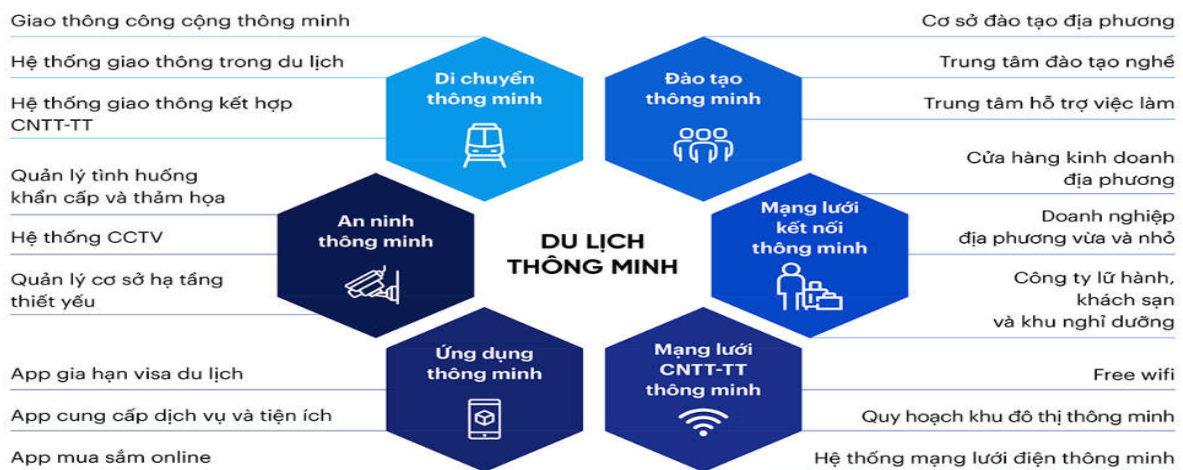 Giao thông công cộng thông minh
Hệ thống giao thông trong du lịch
Hệ thống giao thông kết hợp
CNTT-TT
Di chuyển
thông minh
Đào tạo
thông minh
Cơ sở đào tạo địa phương
Trung tâm đào tạo nghề
Trung tâm hỗ trợ việc làm
Quản lý tình huống
khẩn cấp và thảm họa
Hệ thống CCTV
Quản lý cơ sở hạ tầng
thiết yếu
An ninh
thông minh
DU LỊCH
THÔNG MINH
Mạng lưới
kết nối
thông minh
Cửa hàng kinh doanh
địa phương
Doanh nghiệp
địa phương vừa và nhỏ
Công ty lữ hành,
khách sạn
và khu nghỉ dưỡng
App gia hạn visa du lịch
App cung cấp dịch vụ và tiện ích
App mua sắm online
Ứng dụng
thông minh
Mạng lưới
CNTT-TT
thông minh
Free wifi
Quy hoạch khu đô thị thông minh
Hệ thống mạng lưới điện thông minh